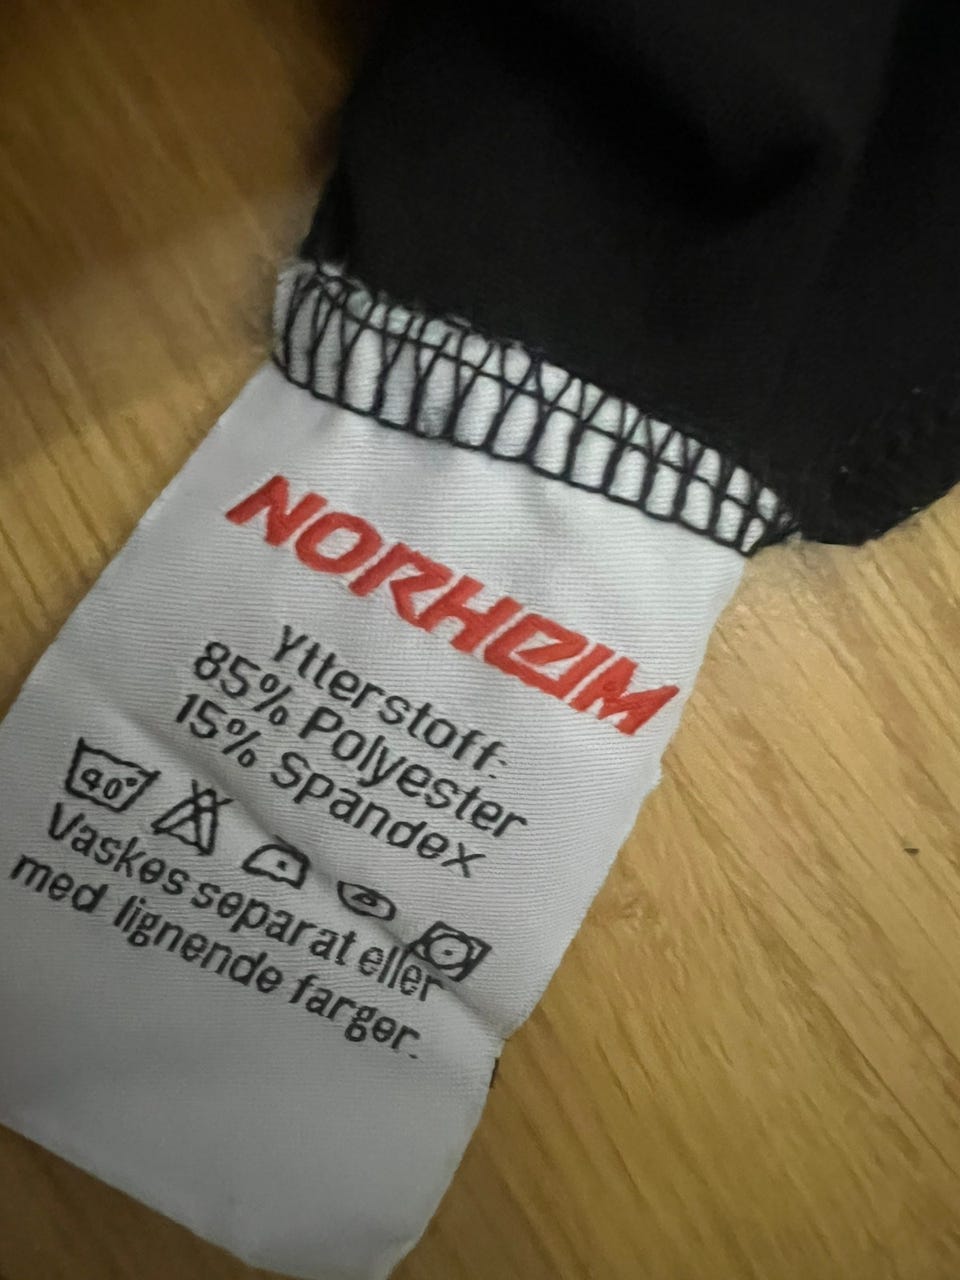 NORHEIM
Ytterstoff:
85% Polyester
15% Spandex
40°
Vaskes separat eller
med lignende farger.